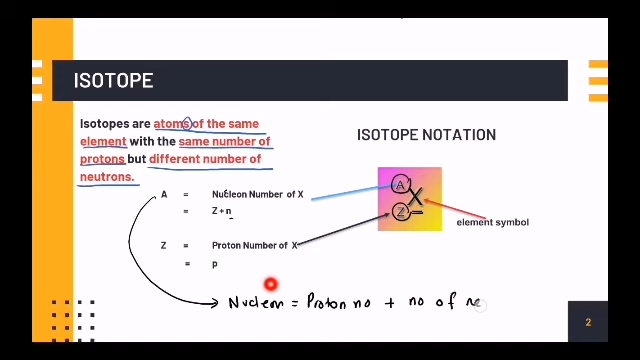 ISOTOPE
Isotopes are atoms of the same
element with the same number of
protons but different number of
neutrons.
ISOTOPE NOTATION
A = Nucleon Number of X
= Z + n
Z = Proton Number of X
= p
A
X
Z
element symbol
Nucleon = Proton no + no of ne
2